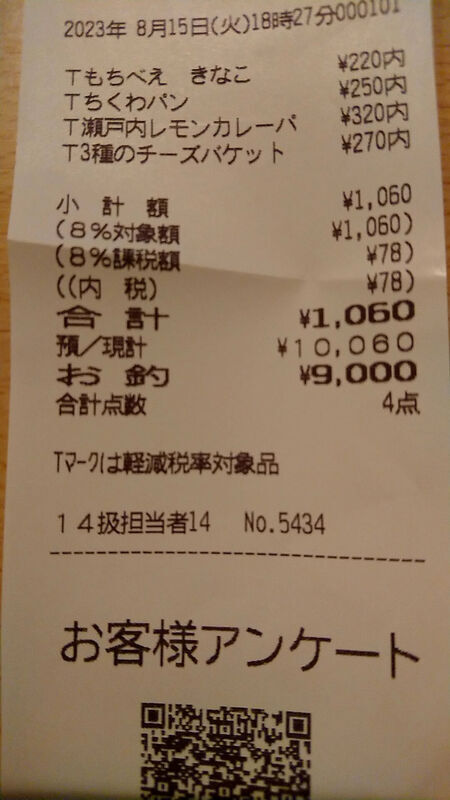 2023年 8月15日(火)18時27分000101
Tもちべえ きなこ ¥220内
Tちくわパン ¥250内
T瀬戸内レモンカレーパ ¥320内
T3種のチーズバケット ¥270内
小計額 ¥1,060
(8%対象額 ¥1,060)
(8%課税額 ¥78)
((内 税) ¥78)
合計 ¥1,060
預/現計 ¥10,060
お釣 ¥9,000
合計点数 4点
Tマークは軽減税率対象品
14扱担当者14 No.5434
お客様アンケート